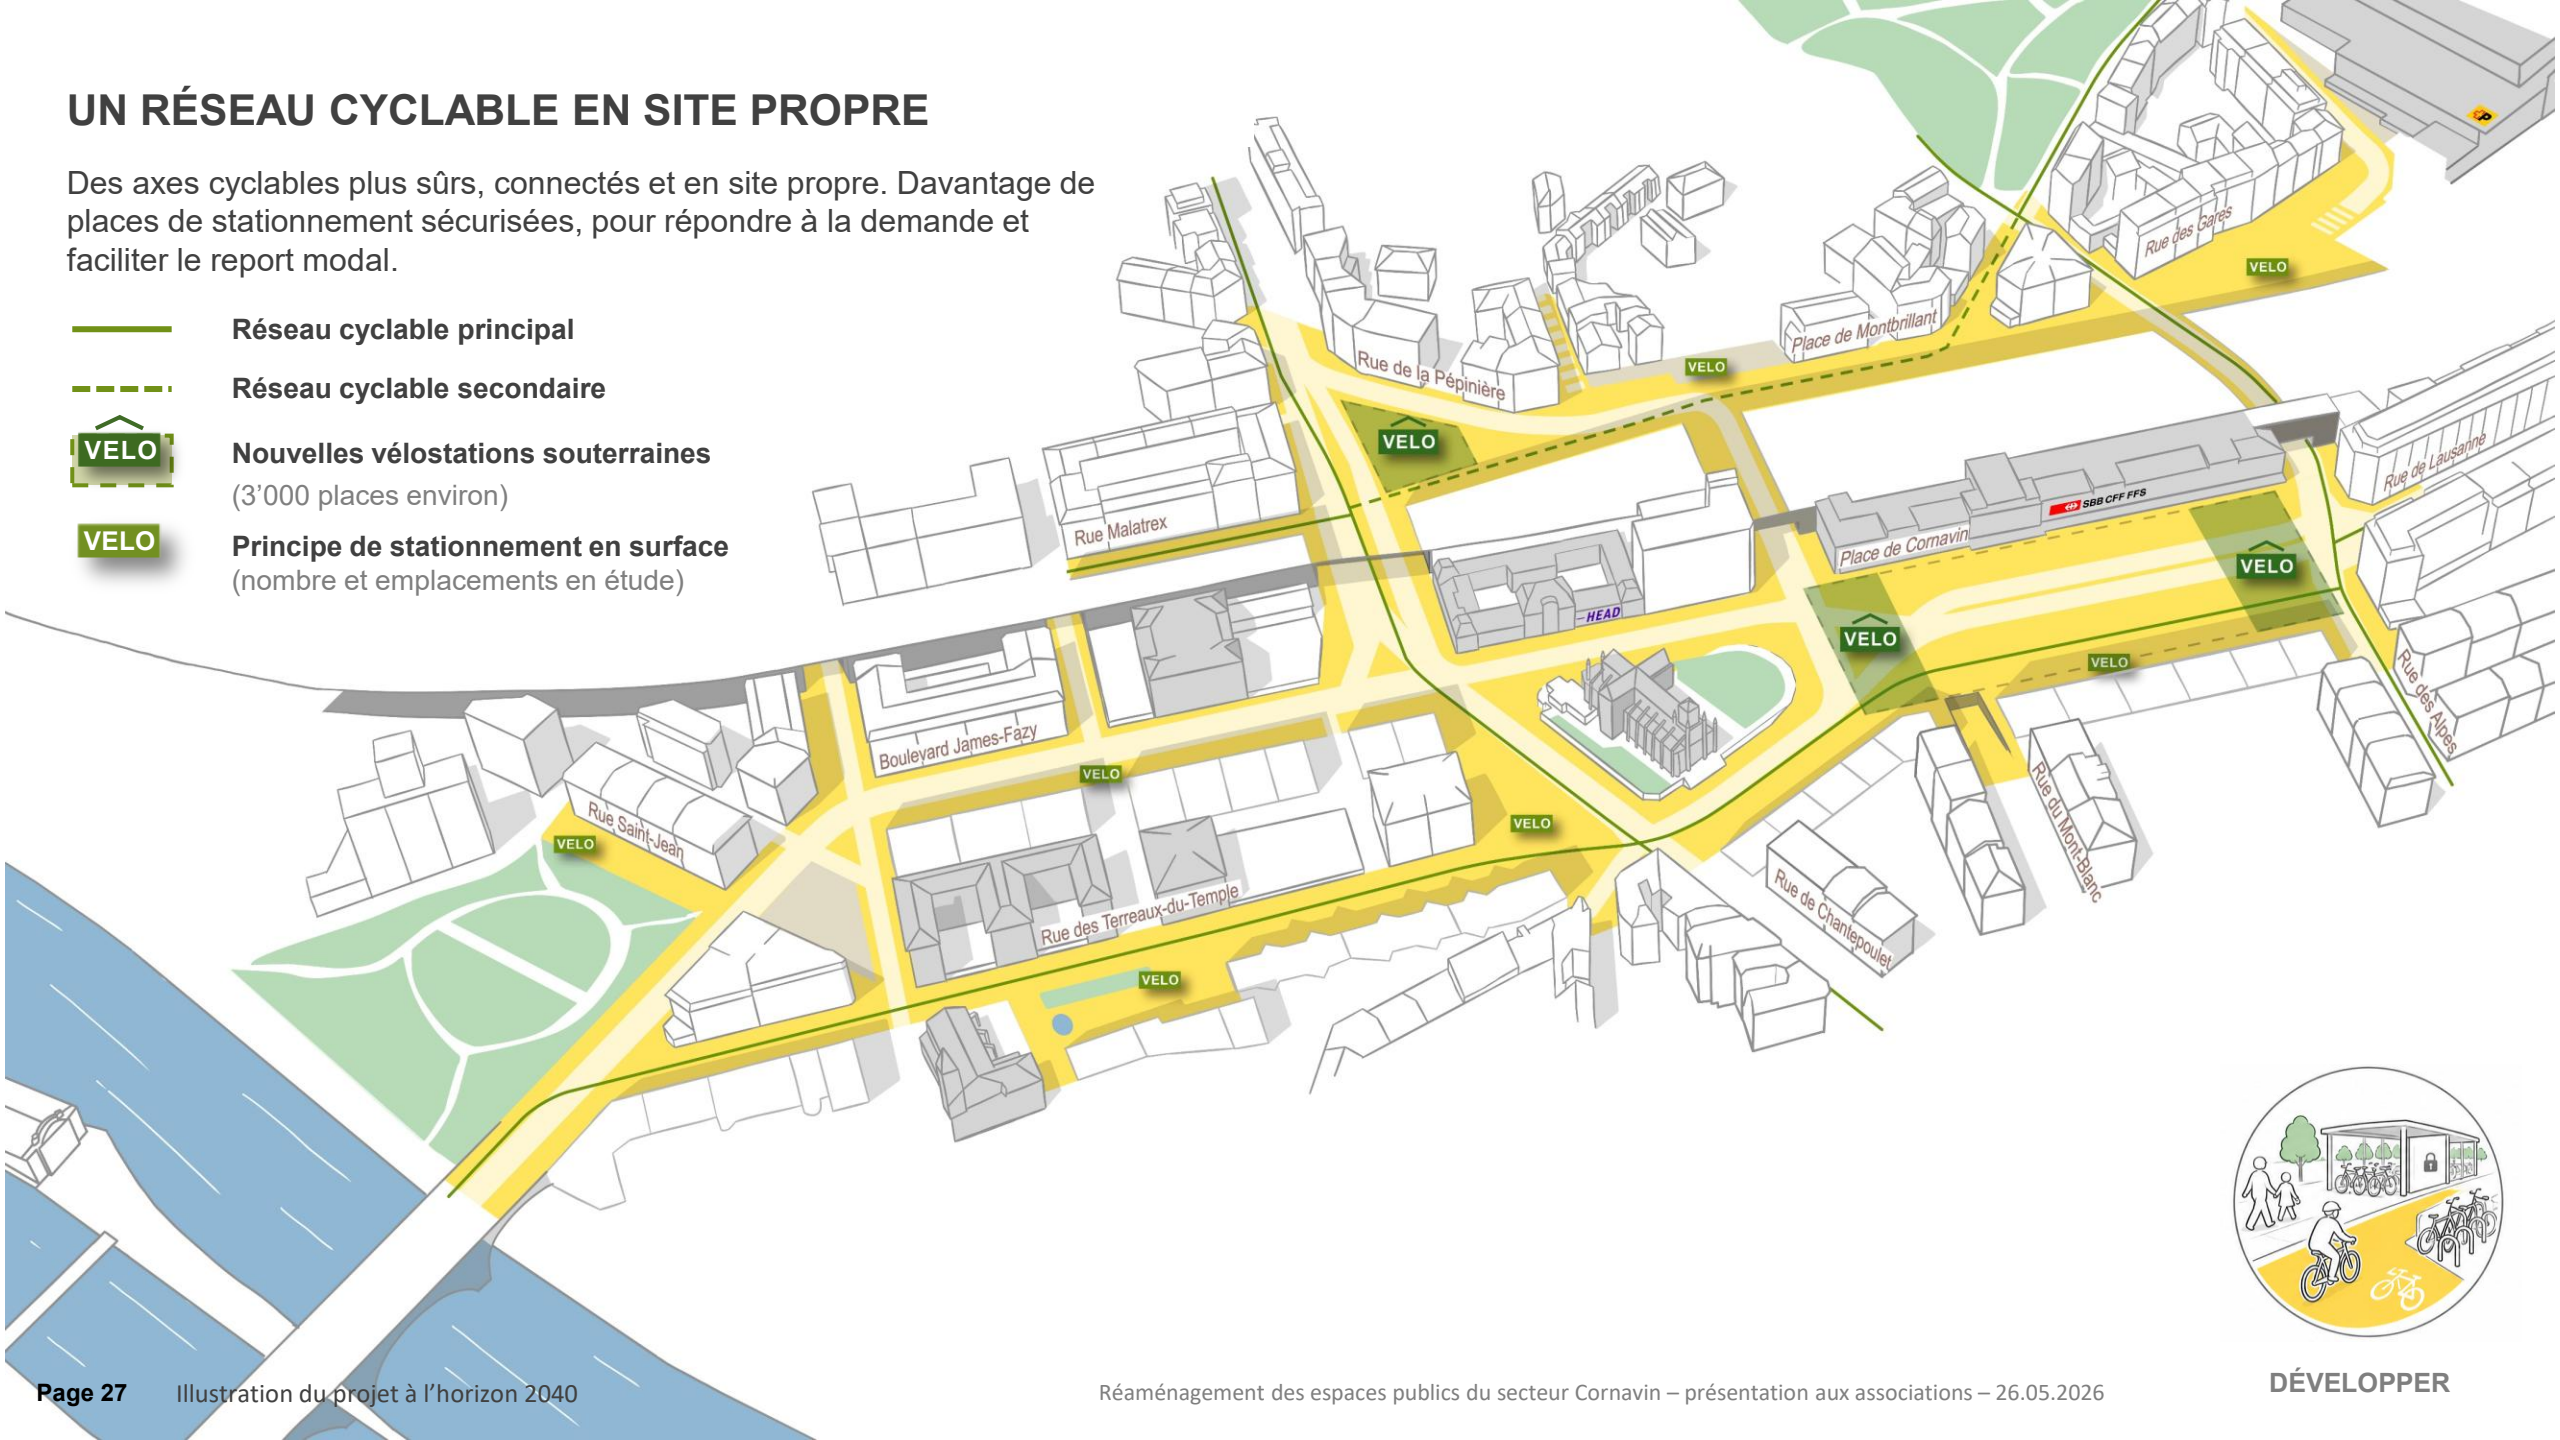 UN RÉSEAU CYCLABLE EN SITE PROPRE
Des axes cyclables plus sûrs, connectés et en site propre. Davantage de
places de stationnement sécurisées, pour répondre à la demande et
faciliter le report modal.
Réseau cyclable principal
Réseau cyclable secondaire
VELO
Nouvelles vélostations souterraines
(3’000 places environ)
VELO
Principe de stationnement en surface
(nombre et emplacements en étude)
P
Rue des Gares
VELO
Place de Montbrillant
VELO
Rue de la Pépinière
VELO
Rue de Lausanne
SBB CFF FFS
Rue Malatrex
Place de Cornavin
VELO
HEAD
VELO
VELO
Rue des Alpes
Boulevard James-Fazy
VELO
Rue du Mont-Blanc
Rue Saint-Jean
VELO
VELO
Rue de Chantepoulet
Rue des Terreaux-du-Temple
VELO
DÉVELOPPER
Page 27
Illustration du projet à l’horizon 2040
Réaménagement des espaces publics du secteur Cornavin – présentation aux associations – 26.05.2026